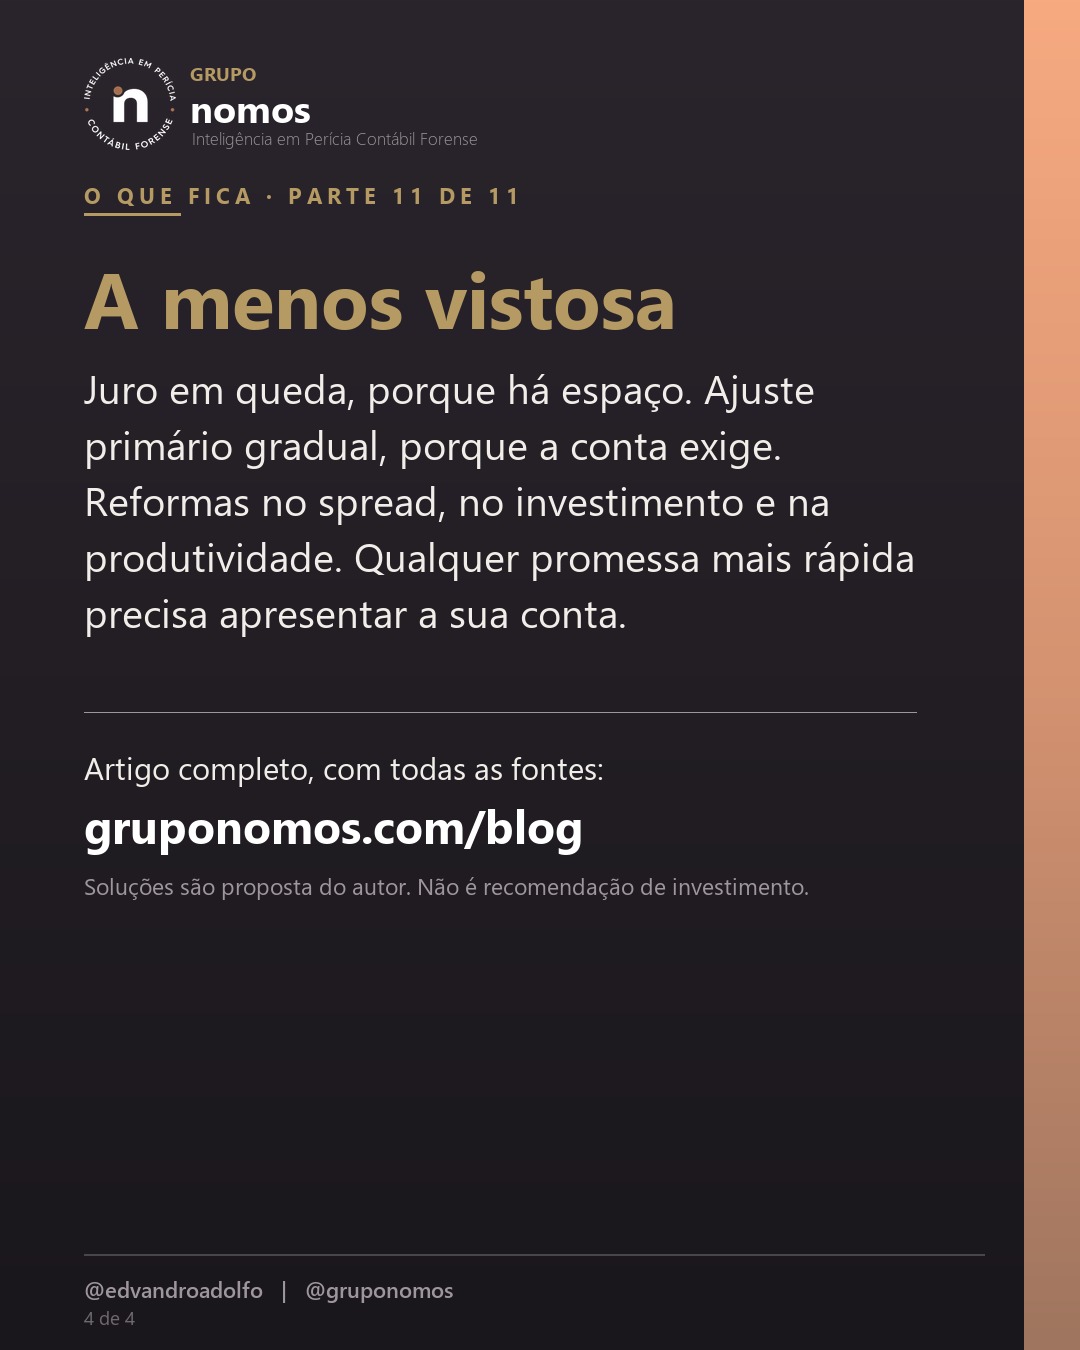 INTELIGÊNCIA EM PERÍCIA
CONTÁBIL FORENSE
n
GRUPO
nomos
Inteligência em Perícia Contábil Forense
O QUE FICA · PARTE 11 DE 11
A menos vistosa
Juro em queda, porque há espaço. Ajuste
primário gradual, porque a conta exige.
Reformas no spread, no investimento e na
produtividade. Qualquer promessa mais rápida
precisa apresentar a sua conta.
Artigo completo, com todas as fontes:
gruponomos.com/blog
Soluções são proposta do autor. Não é recomendação de investimento.
@edvandroadolfo | @gruponomos
4 de 4